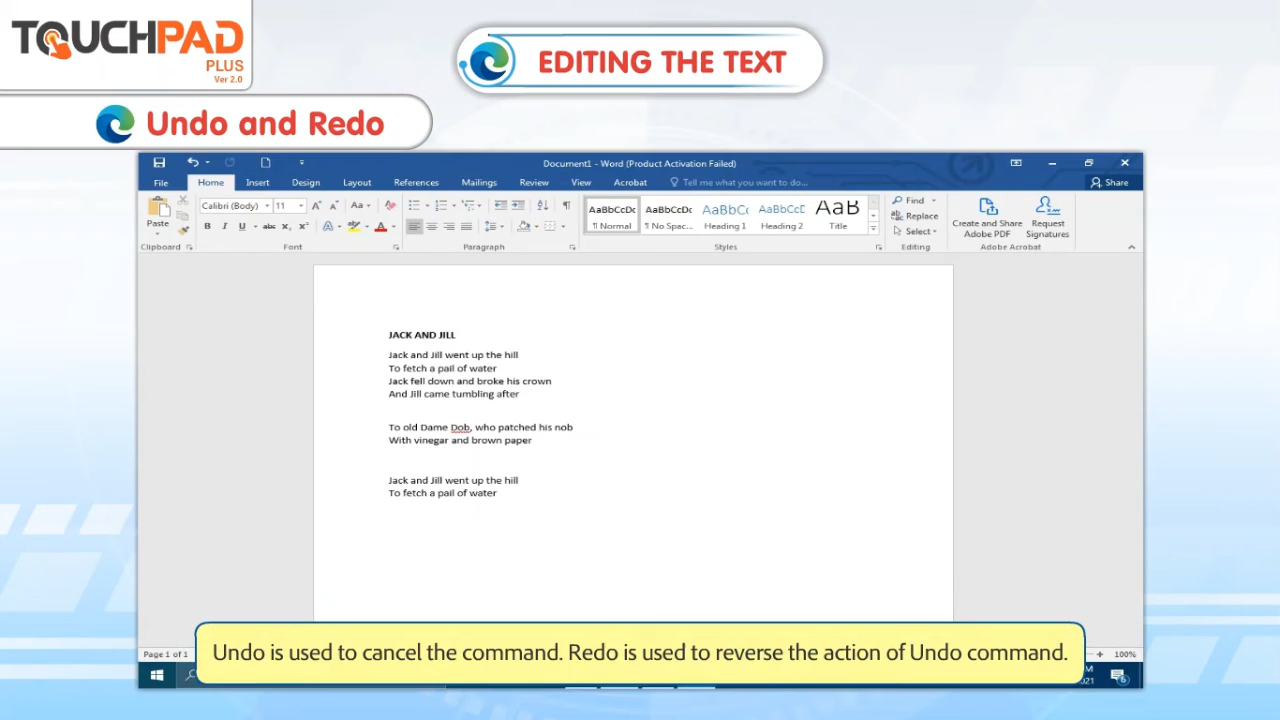 TOUCHPAD
PLUS
Ver 2.0
EDITING THE TEXT
Undo and Redo
Document1 - Word (Product Activation Failed)
File Home Insert Design Layout References Mailings Review View Acrobat Tell me what you want to do... Share
Paste
Calibri (Body) 11 Aa
B I U abc x₂ x² A A
AaBbCcDc AaBbCcDc AaBbCc AaBbCcE AaB
¶ Normal ¶ No Spac... Heading 1 Heading 2 Title
Find
Replace
Select
Create and Share Adobe PDF
Request Signatures
Clipboard Font Paragraph Styles Editing Adobe Acrobat
JACK AND JILL
Jack and Jill went up the hill
To fetch a pail of water
Jack fell down and broke his crown
And Jill came tumbling after
To old Dame Dob, who patched his nob
With vinegar and brown paper
Jack and Jill went up the hill
To fetch a pail of water
Undo is used to cancel the command. Redo is used to reverse the action of Undo command.
Page 1 of 1
100%